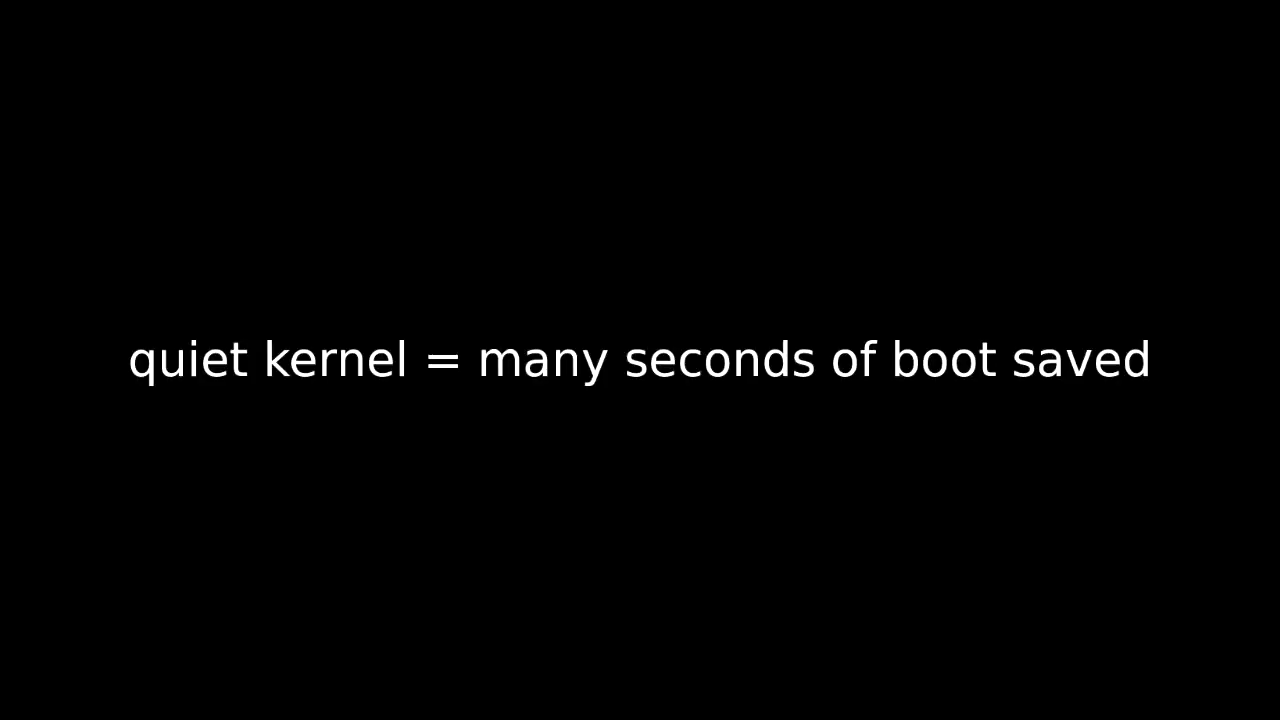 quiet kernel = many seconds of boot saved